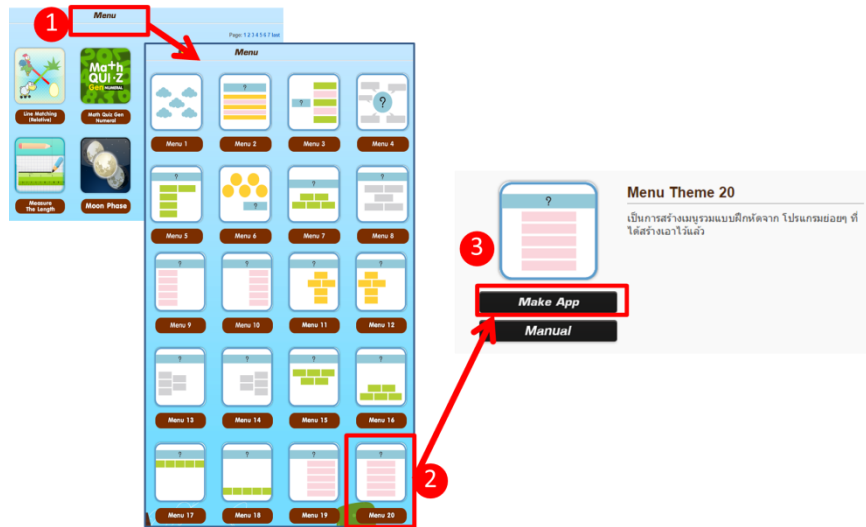 1
Menu
Page: 1 2 3 4 5 6 7 last
Math
QUIZ
Gen NUMERAL
Line Matching
(Relative)
Math Quiz Gen
Numeral
Measure
The Length
Moon Phase
Menu
?
?
?
Menu 1
Menu 2
Menu 3
Menu 4
?
?
?
?
Menu 5
Menu 6
Menu 7
Menu 8
?
?
?
?
Menu 9
Menu 10
Menu 11
Menu 12
?
?
?
?
Menu 13
Menu 14
Menu 15
Menu 16
?
?
?
?
Menu 17
Menu 18
Menu 19
Menu 20
2
?
Menu Theme 20
เป็นการสร้างเมนูรวมแบบฝึกหัดจาก โปรแกรมย่อยๆ ที่
ได้สร้างเอาไว้แล้ว
3
Make App
Manual